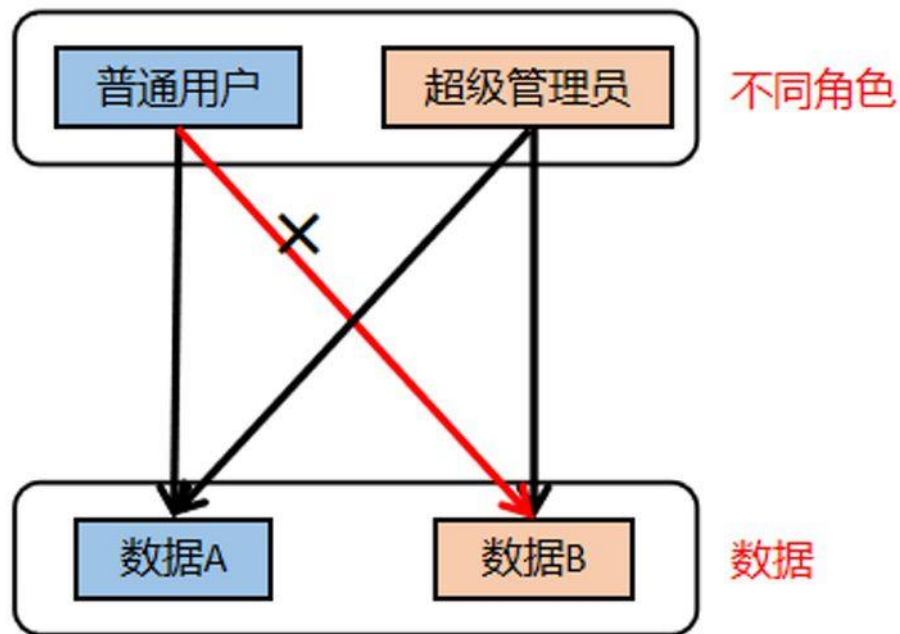 普通用户
超级管理员
不同角色
数据A
数据B
数据